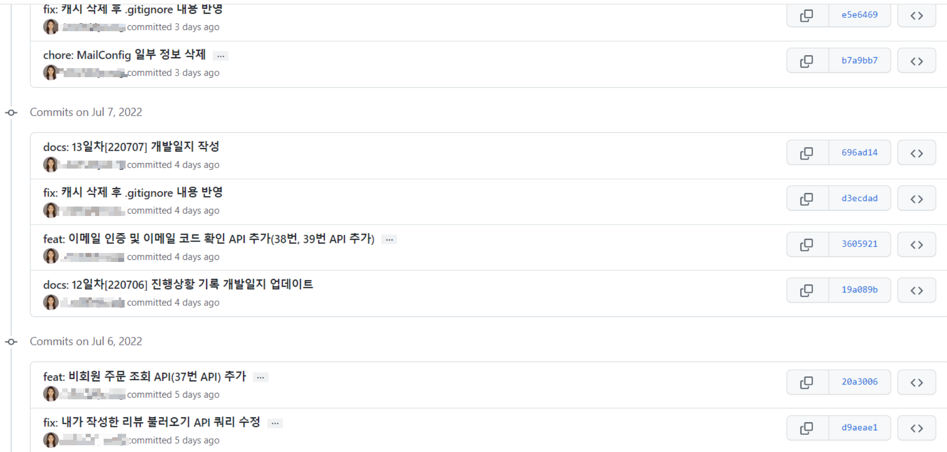 fix: 캐시 삭제 후 .gitignore 내용 반영
committed 3 days ago
e5e6469
chore: MailConfig 일부 정보 삭제 ...
committed 3 days ago
b7a9bb7
Commits on Jul 7, 2022
docs: 13일차[220707] 개발일지 작성
committed 4 days ago
696ad14
fix: 캐시 삭제 후 .gitignore 내용 반영
committed 4 days ago
d3ecdad
feat: 이메일 인증 및 이메일 코드 확인 API 추가(38번, 39번 API 추가) ...
committed 4 days ago
3605921
docs: 12일차[220706] 진행상황 기록 개발일지 업데이트
committed 4 days ago
19a089b
Commits on Jul 6, 2022
feat: 비회원 주문 조회 API(37번 API) 추가 ...
committed 5 days ago
20a3006
fix: 내가 작성한 리뷰 불러오기 API 쿼리 수정 ...
committed 5 days ago
d9aeae1